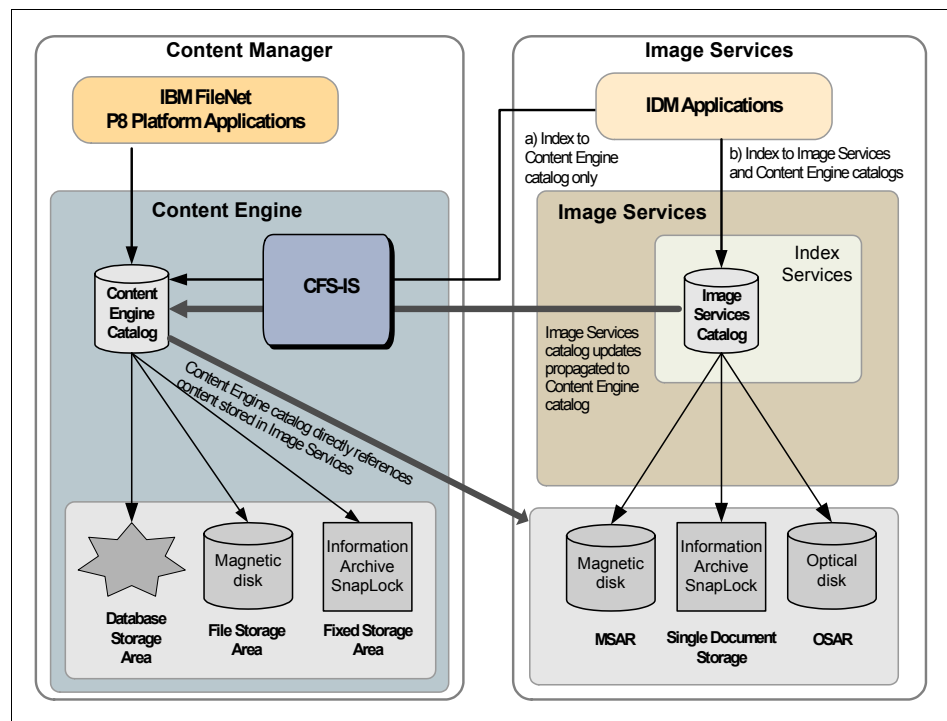 Content Manager
IBM FileNet
P8 Platform Applications
Content Engine
CFS-IS
Content
Engine
Catalog
Content Engine catalog directly references
content stored in Image Services
Database
Storage
Area
Magnetic
disk
File Storage
Area
Information
Archive
SnapLock
Fixed Storage
Area
Image Services
IDM Applications
a) Index to
Content Engine
catalog only
b) Index to Image Services
and Content Engine catalogs
Image Services
Index
Services
Image
Services
Catalog
Image Services
catalog updates
propagated to
Content Engine
catalog
Magnetic
disk
MSAR
Information
Archive
SnapLock
Single Document
Storage
Optical
disk
OSAR